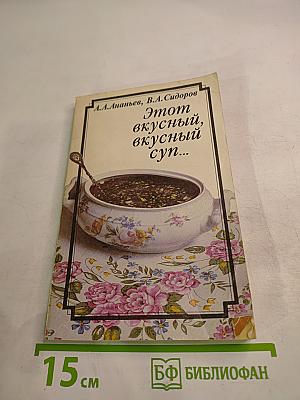 А.А.Ананьев, В.А.Сидоров
Этот
вкусный,
вкусный
суп...
15 см
БФ БИБЛИОФАН